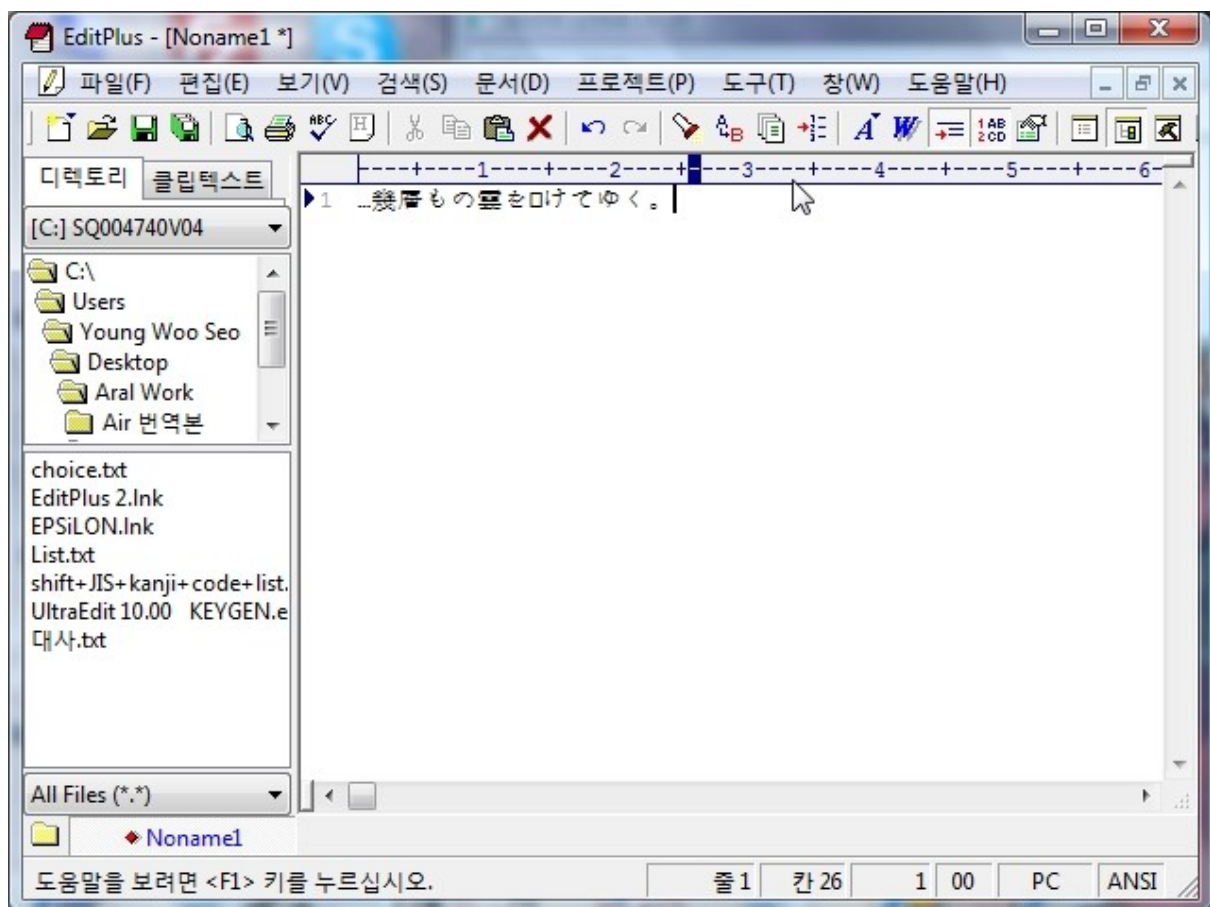 EditPlus - [Noname1 *]
파일(F) 편집(E) 보기(V) 검색(S) 문서(D) 프로젝트(P) 도구(T) 창(W) 도움말(H)
디렉토리 클립텍스트
----+----1----+----2----+----3----+----4----+----5----+----6-
1 …幾層もの雲を□けてゆく。
[C:] SQ004740V04
C:\
Users
Young Woo Seo
Desktop
Aral Work
Air 번역본
choice.txt
EditPlus 2.lnk
EPSiLON.lnk
List.txt
shift+JIS+kanji+code+list.
UltraEdit 10.00 KEYGEN.e
대사.txt
All Files (*.*)
Noname1
도움말을 보려면 <F1> 키를 누르십시오. 줄 1 칸 26 1 00 PC ANSI